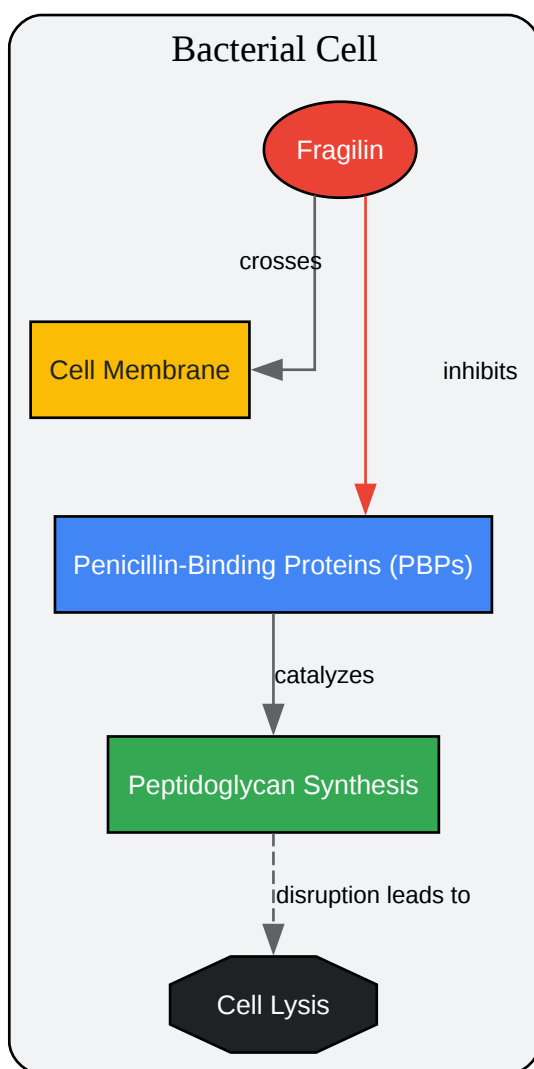 Bacterial Cell
Fragilin
crosses
Cell Membrane
inhibits
Penicillin-Binding Proteins (PBPs)
catalyzes
Peptidoglycan Synthesis
disruption leads to
Cell Lysis